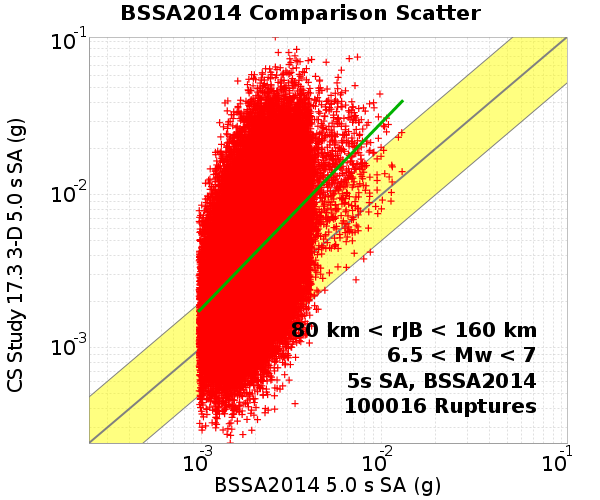 BSSA2014 Comparison Scatter
CS Study 17.3 3-D 5.0 s SA (g)
10-1
10-2
10-3
80 km < rJB < 160 km
6.5 < Mw < 7
5s SA, BSSA2014
100016 Ruptures
10-3 10-2 10-1
BSSA2014 5.0 s SA (g)